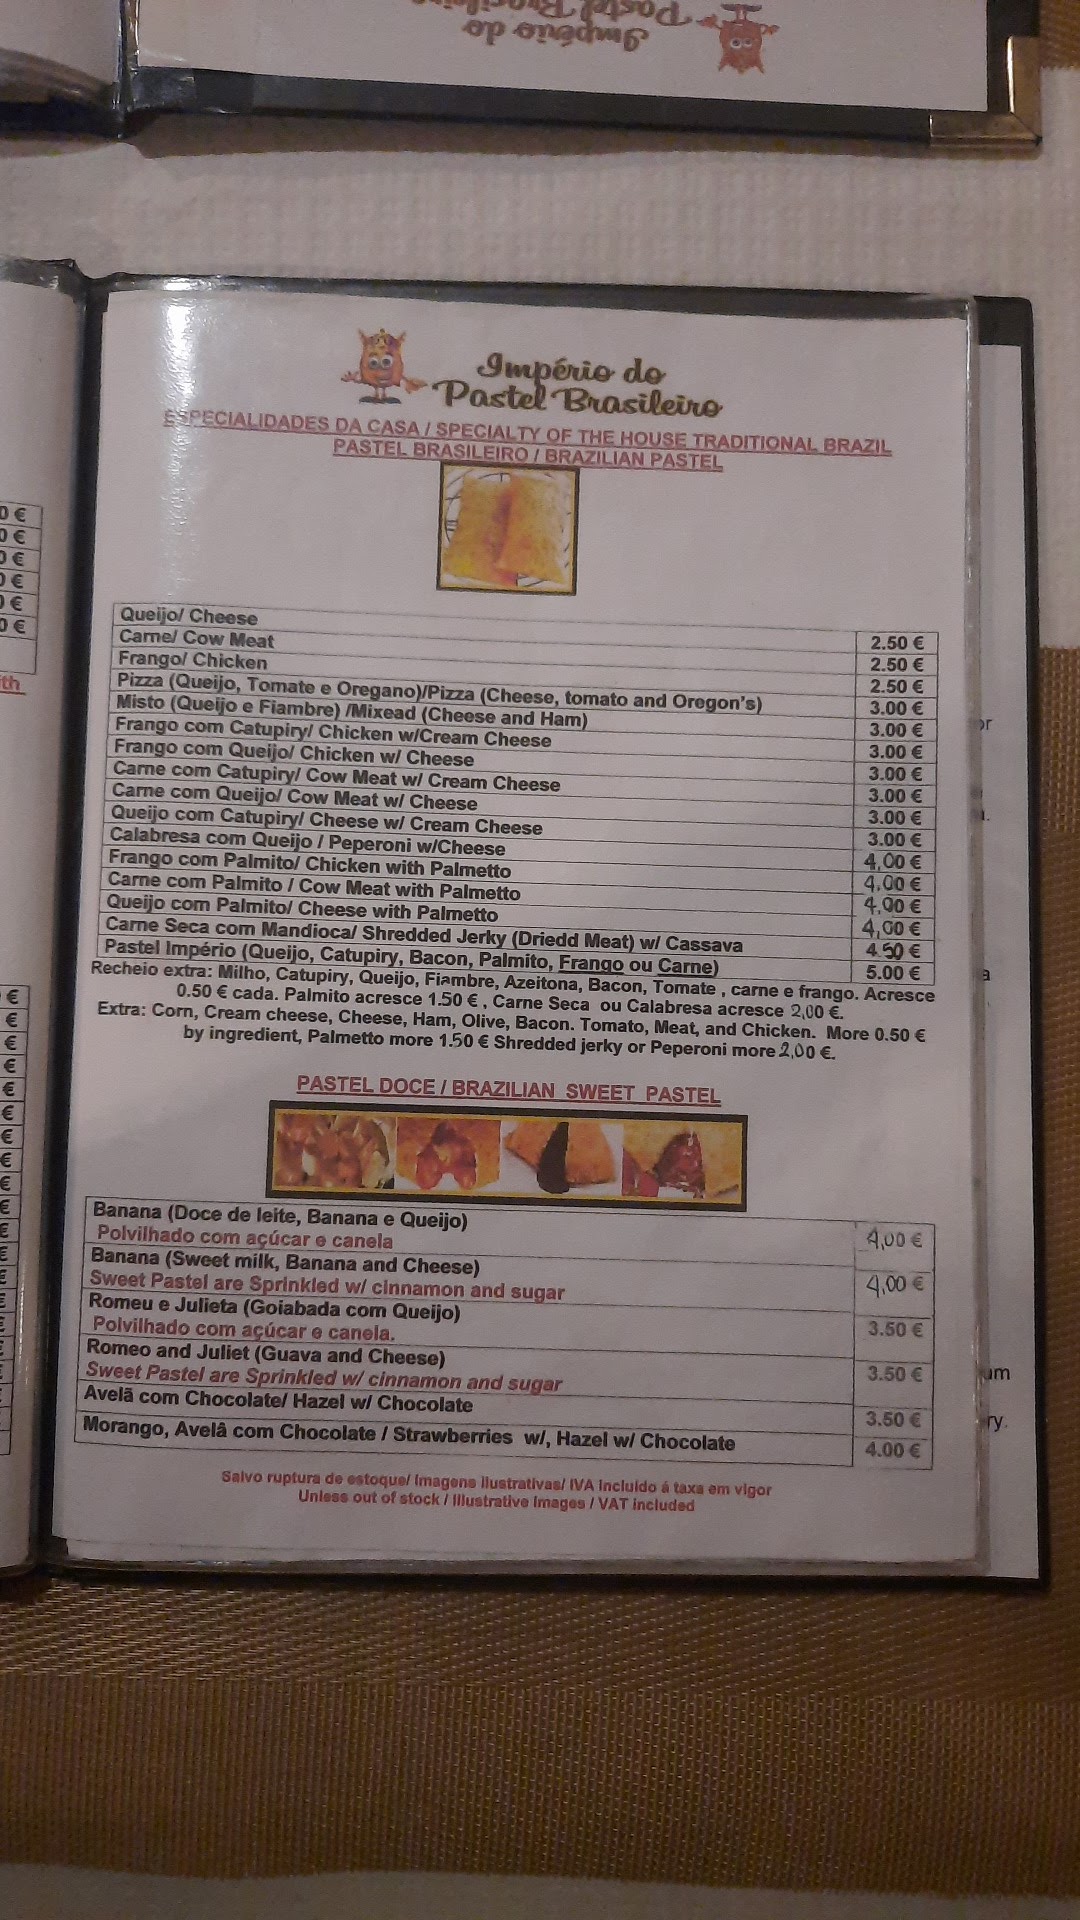 Império do
Pastel Brasileiro
Império do
Pastel Brasileiro
ESPECIALIDADES DA CASA / SPECIALTY OF THE HOUSE TRADITIONAL BRAZIL
PASTEL BRASILEIRO / BRAZILIAN PASTEL
Queijo/ Cheese 2.50 €
Carne/ Cow Meat 2.50 €
Frango/ Chicken 2.50 €
Pizza (Queijo, Tomate e Oregano)/Pizza (Cheese, tomato and Oregon's) 3.00 €
Misto (Queijo e Fiambre) /Mixead (Cheese and Ham) 3.00 €
Frango com Catupiry/ Chicken w/Cream Cheese 3.00 €
Frango com Queijo/ Chicken w/ Cheese 3.00 €
Carne com Catupiry/ Cow Meat w/ Cream Cheese 3.00 €
Carne com Queijo/ Cow Meat w/ Cheese 3.00 €
Queijo com Catupiry/ Cheese w/ Cream Cheese 3.00 €
Calabresa com Queijo / Peperoni w/Cheese 4,00 €
Frango com Palmito/ Chicken with Palmetto 4,00 €
Carne com Palmito / Cow Meat with Palmetto 4,00 €
Queijo com Palmito/ Cheese with Palmetto 4,00 €
Carne Seca com Mandioca/ Shredded Jerky (Driedd Meat) w/ Cassava 4.50 €
Pastel Império (Queijo, Catupiry, Bacon, Palmito, Frango ou Carne) 5.00 €
Recheio extra: Milho, Catupiry, Queijo, Fiambre, Azeitona, Bacon, Tomate , carne e frango. Acresce
0.50 € cada. Palmito acresce 1.50 € , Carne Seca ou Calabresa acresce 2,00 €.
Extra: Corn, Cream cheese, Cheese, Ham, Olive, Bacon. Tomato, Meat, and Chicken. More 0.50 €
by ingredient, Palmetto more 1.50 € Shredded jerky or Peperoni more 2,00 €.
PASTEL DOCE / BRAZILIAN SWEET PASTEL
Banana (Doce de leite, Banana e Queijo) 4,00 €
Polvilhado com açúcar e canela
Banana (Sweet milk, Banana and Cheese) 4,00 €
Sweet Pastel are Sprinkled w/ cinnamon and sugar
Romeu e Julieta (Goiabada com Queijo) 3.50 €
Polvilhado com açúcar e canela.
Romeo and Juliet (Guava and Cheese) 3.50 €
Sweet Pastel are Sprinkled w/ cinnamon and sugar
Avelã com Chocolate/ Hazel w/ Chocolate 3.50 €
Morango, Avelâ com Chocolate / Strawberries w/, Hazel w/ Chocolate 4.00 €
Salvo ruptura de estoque/ Imagens ilustrativas/ IVA incluído á taxa em vigor
Unless out of stock / Illustrative Images / VAT included